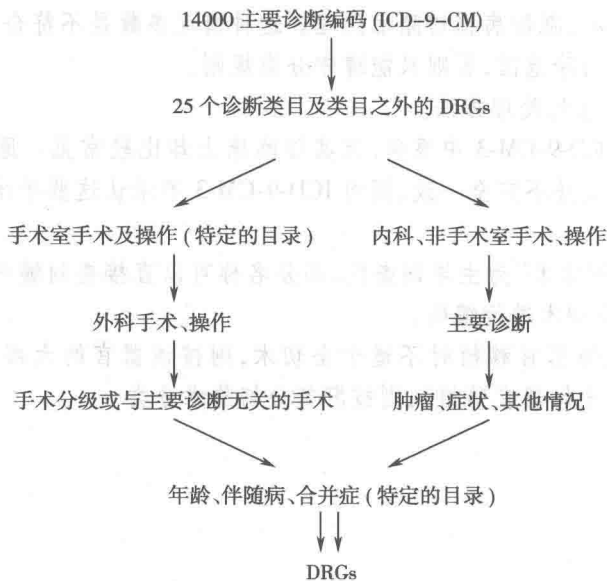 14000 主要诊断编码(ICD-9-CM)
25 个诊断类目及类目之外的 DRGs
手术室手术及操作(特定的目录) 内科、非手术室手术、操作
外科手术、操作 主要诊断
手术分级或与主要诊断无关的手术 肿瘤、症状、其他情况
年龄、伴随病、合并症(特定的目录)
DRGs